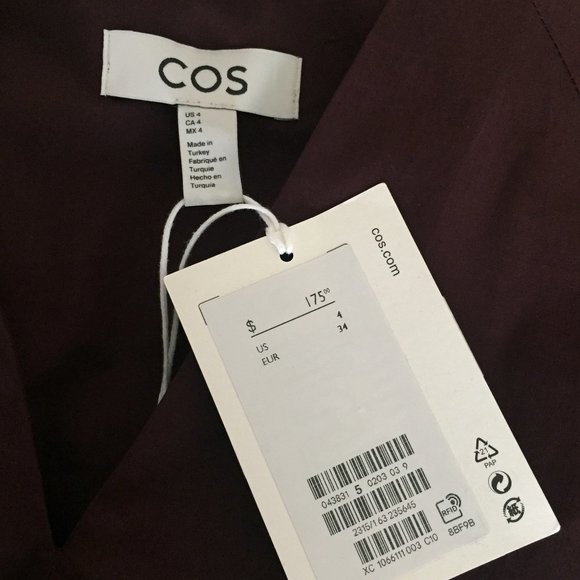 COS
US 4
CA 4
MX 4
Made in
Turkey
Fabriqué en
Turquie
Hecho en
Turquía
cos.com
$ 175.00
US 4
EUR 34
043831 5 0203 03 9
2315/1.63 235645
XC 1066111 003 C10
RFID
8BF9B
21
PAP
紙